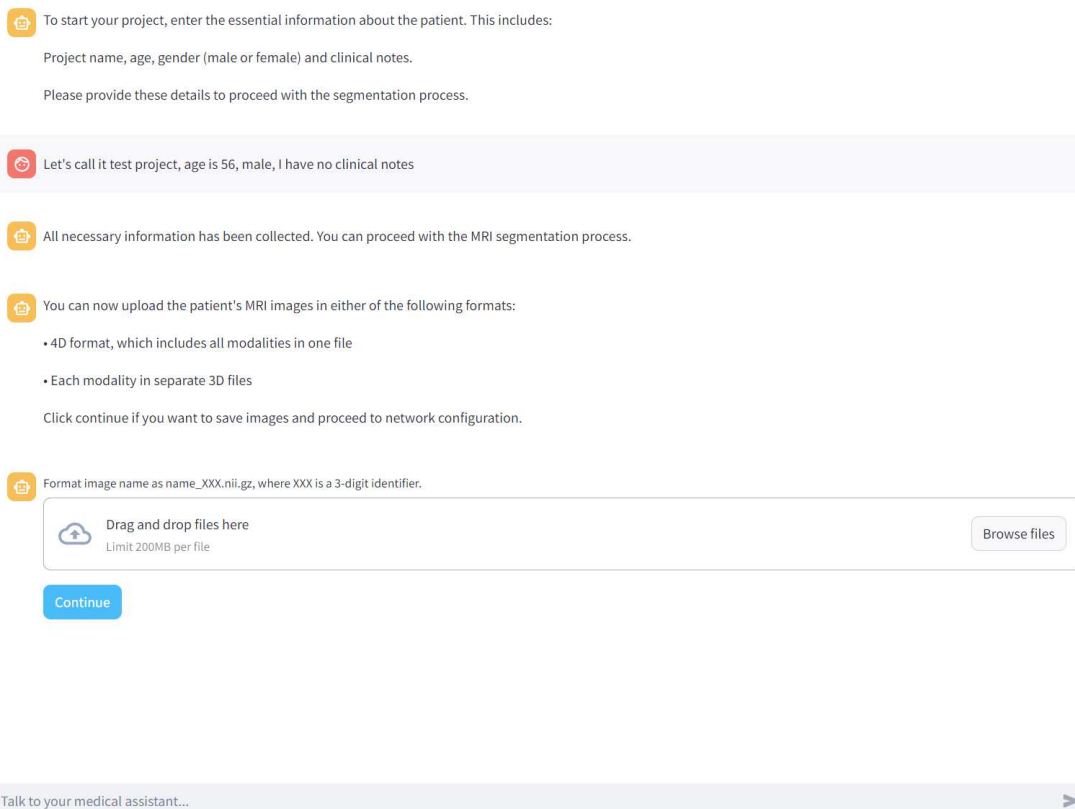 To start your project, enter the essential information about the patient. This includes:
Project name, age, gender (male or female) and clinical notes.
Please provide these details to proceed with the segmentation process.
Let's call it test project, age is 56, male, I have no clinical notes
All necessary information has been collected. You can proceed with the MRI segmentation process.
You can now upload the patient's MRI images in either of the following formats:
• 4D format, which includes all modalities in one file
• Each modality in separate 3D files
Click continue if you want to save images and proceed to network configuration.
Format image name as name_XXX.nii.gz, where XXX is a 3-digit identifier.
Drag and drop files here
Limit 200MB per file
Browse files
Continue
Talk to your medical assistant...